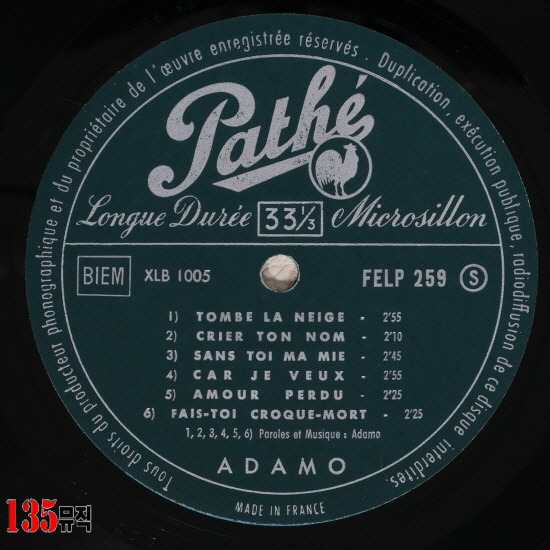 Tous droits du producteur phonographique et du propriétaire de l'œuvre enregistrée réservés. Duplication, exécution publique, radiodiffusion de ce disque interdites.
Pathé
Longue Durée 33 1/3 Microsillon
BIEM XLB 1005 FELP 259 S
1) TOMBE LA NEIGE - 2'55
2) CRIER TON NOM - 2'10
3) SANS TOI MA MIE - 2'45
4) CAR JE VEUX - 2'55
5) AMOUR PERDU - 2'25
6) FAIS-TOI CROQUE-MORT - 2'25
1, 2, 3, 4, 5, 6) Paroles et Musique : Adamo
ADAMO
MADE IN FRANCE
135뮤직